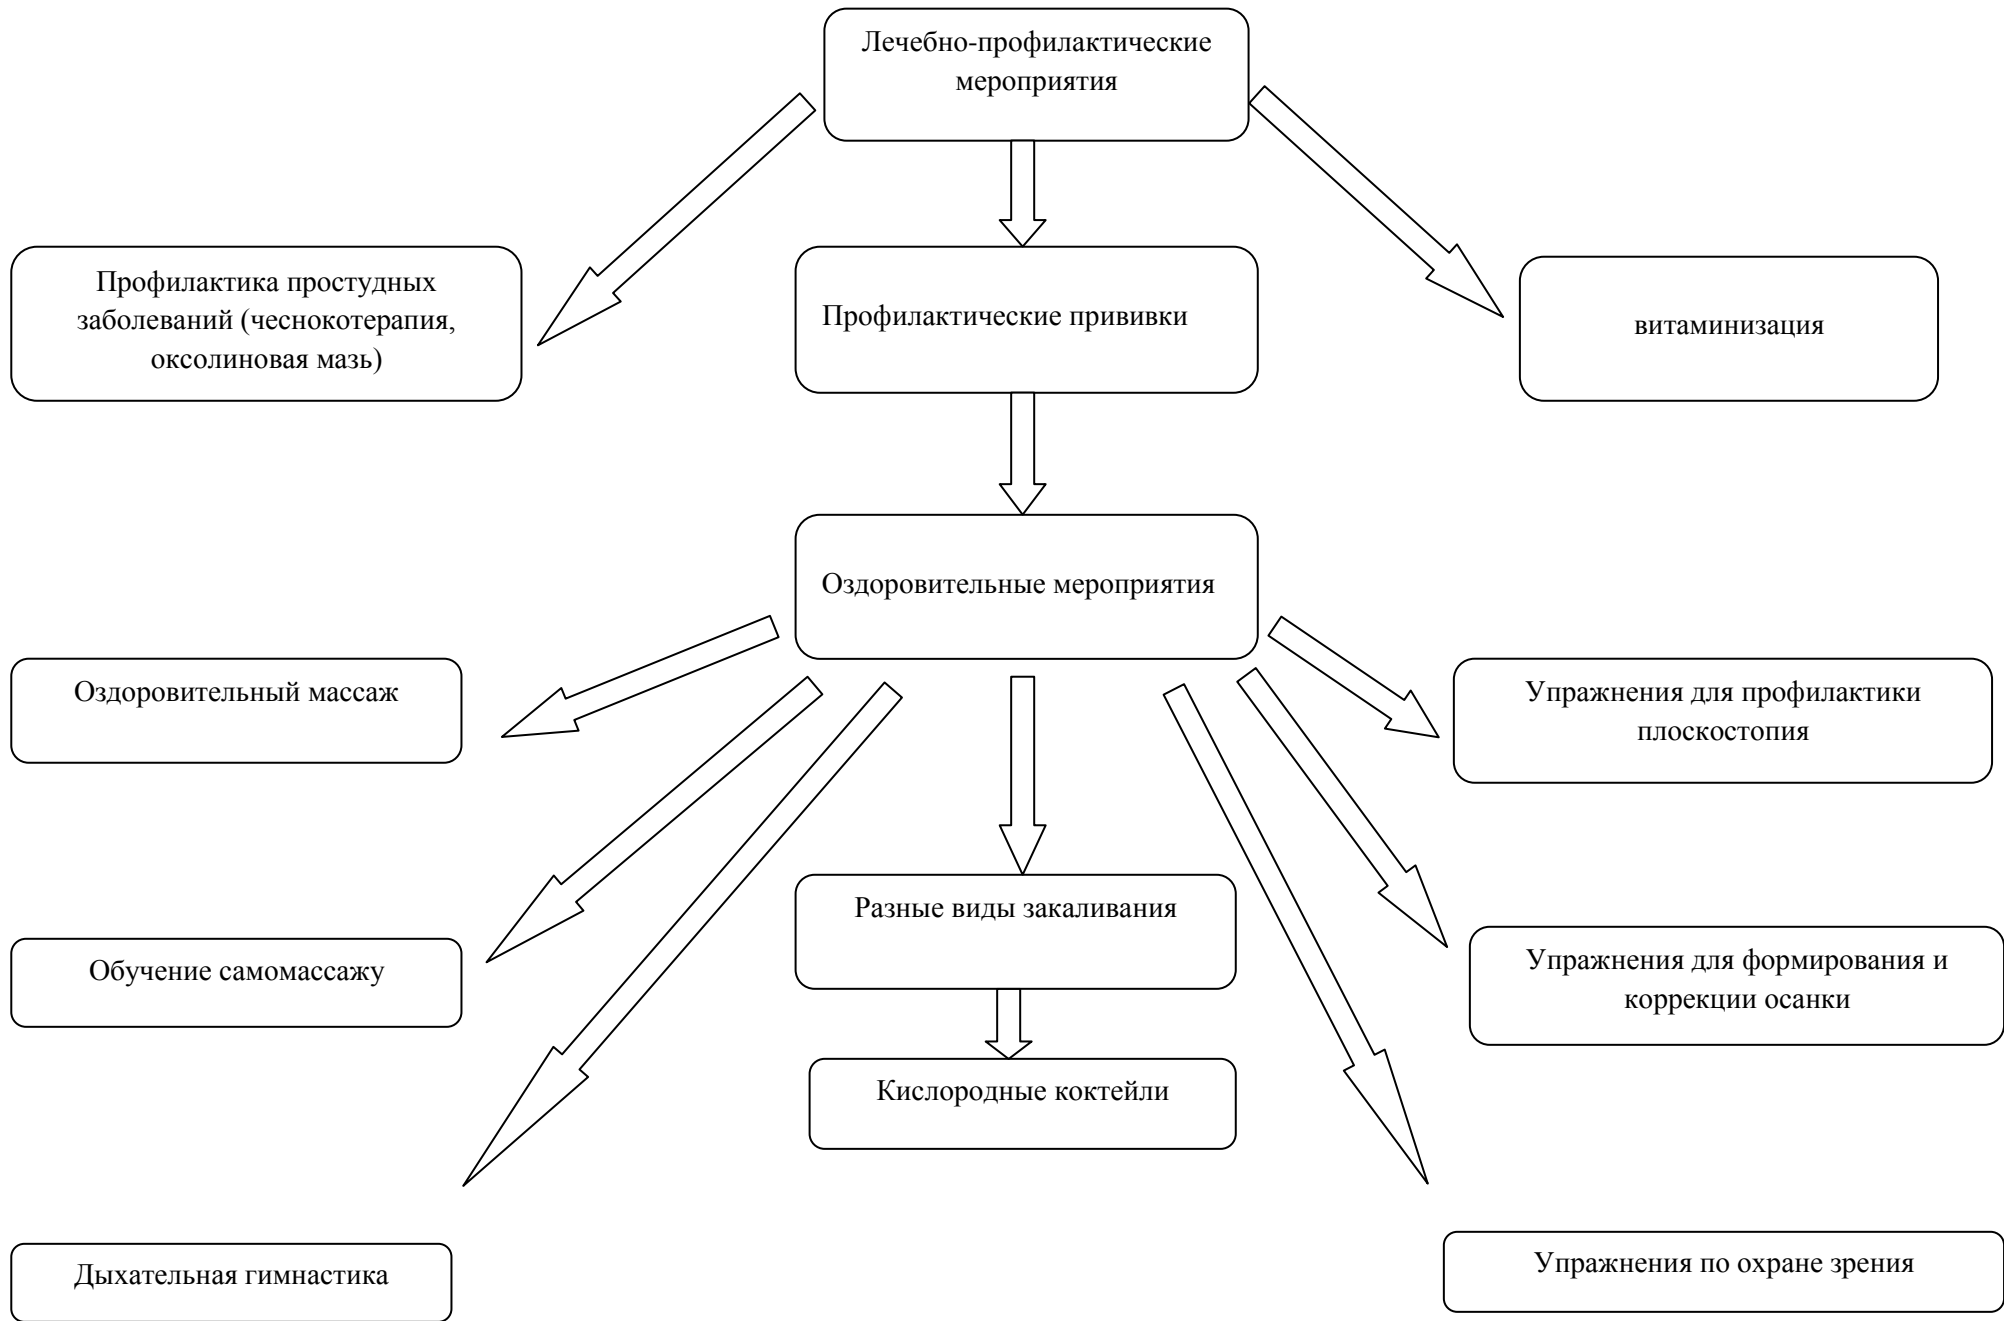 Лечебно-профилактические
мероприятия
Профилактика простудных
заболеваний (чеснокотерапия,
оксолиновая мазь)
Профилактические прививки
витаминизация
Оздоровительные мероприятия
Оздоровительный массаж
Упражнения для профилактики
плоскостопия
Разные виды закаливания
Обучение самомассажу
Упражнения для формирования и
коррекции осанки
Кислородные коктейли
Дыхательная гимнастика
Упражнения по охране зрения